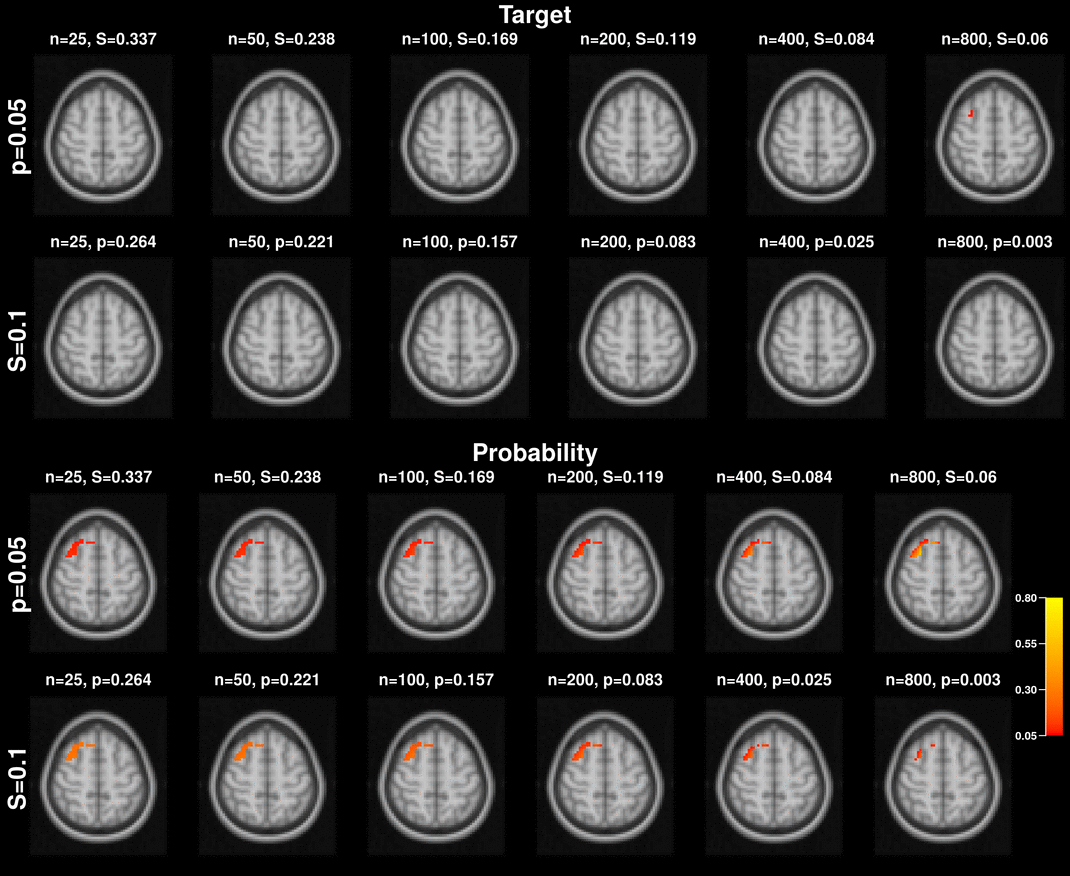 Target
n=25, S=0.337 n=50, S=0.238 n=100, S=0.169 n=200, S=0.119 n=400, S=0.084 n=800, S=0.06
p=0.05
n=25, p=0.264 n=50, p=0.221 n=100, p=0.157 n=200, p=0.083 n=400, p=0.025 n=800, p=0.003
S=0.1
Probability
n=25, S=0.337 n=50, S=0.238 n=100, S=0.169 n=200, S=0.119 n=400, S=0.084 n=800, S=0.06
p=0.05
n=25, p=0.264 n=50, p=0.221 n=100, p=0.157 n=200, p=0.083 n=400, p=0.025 n=800, p=0.003
S=0.1
0.80
0.55
0.30
0.05